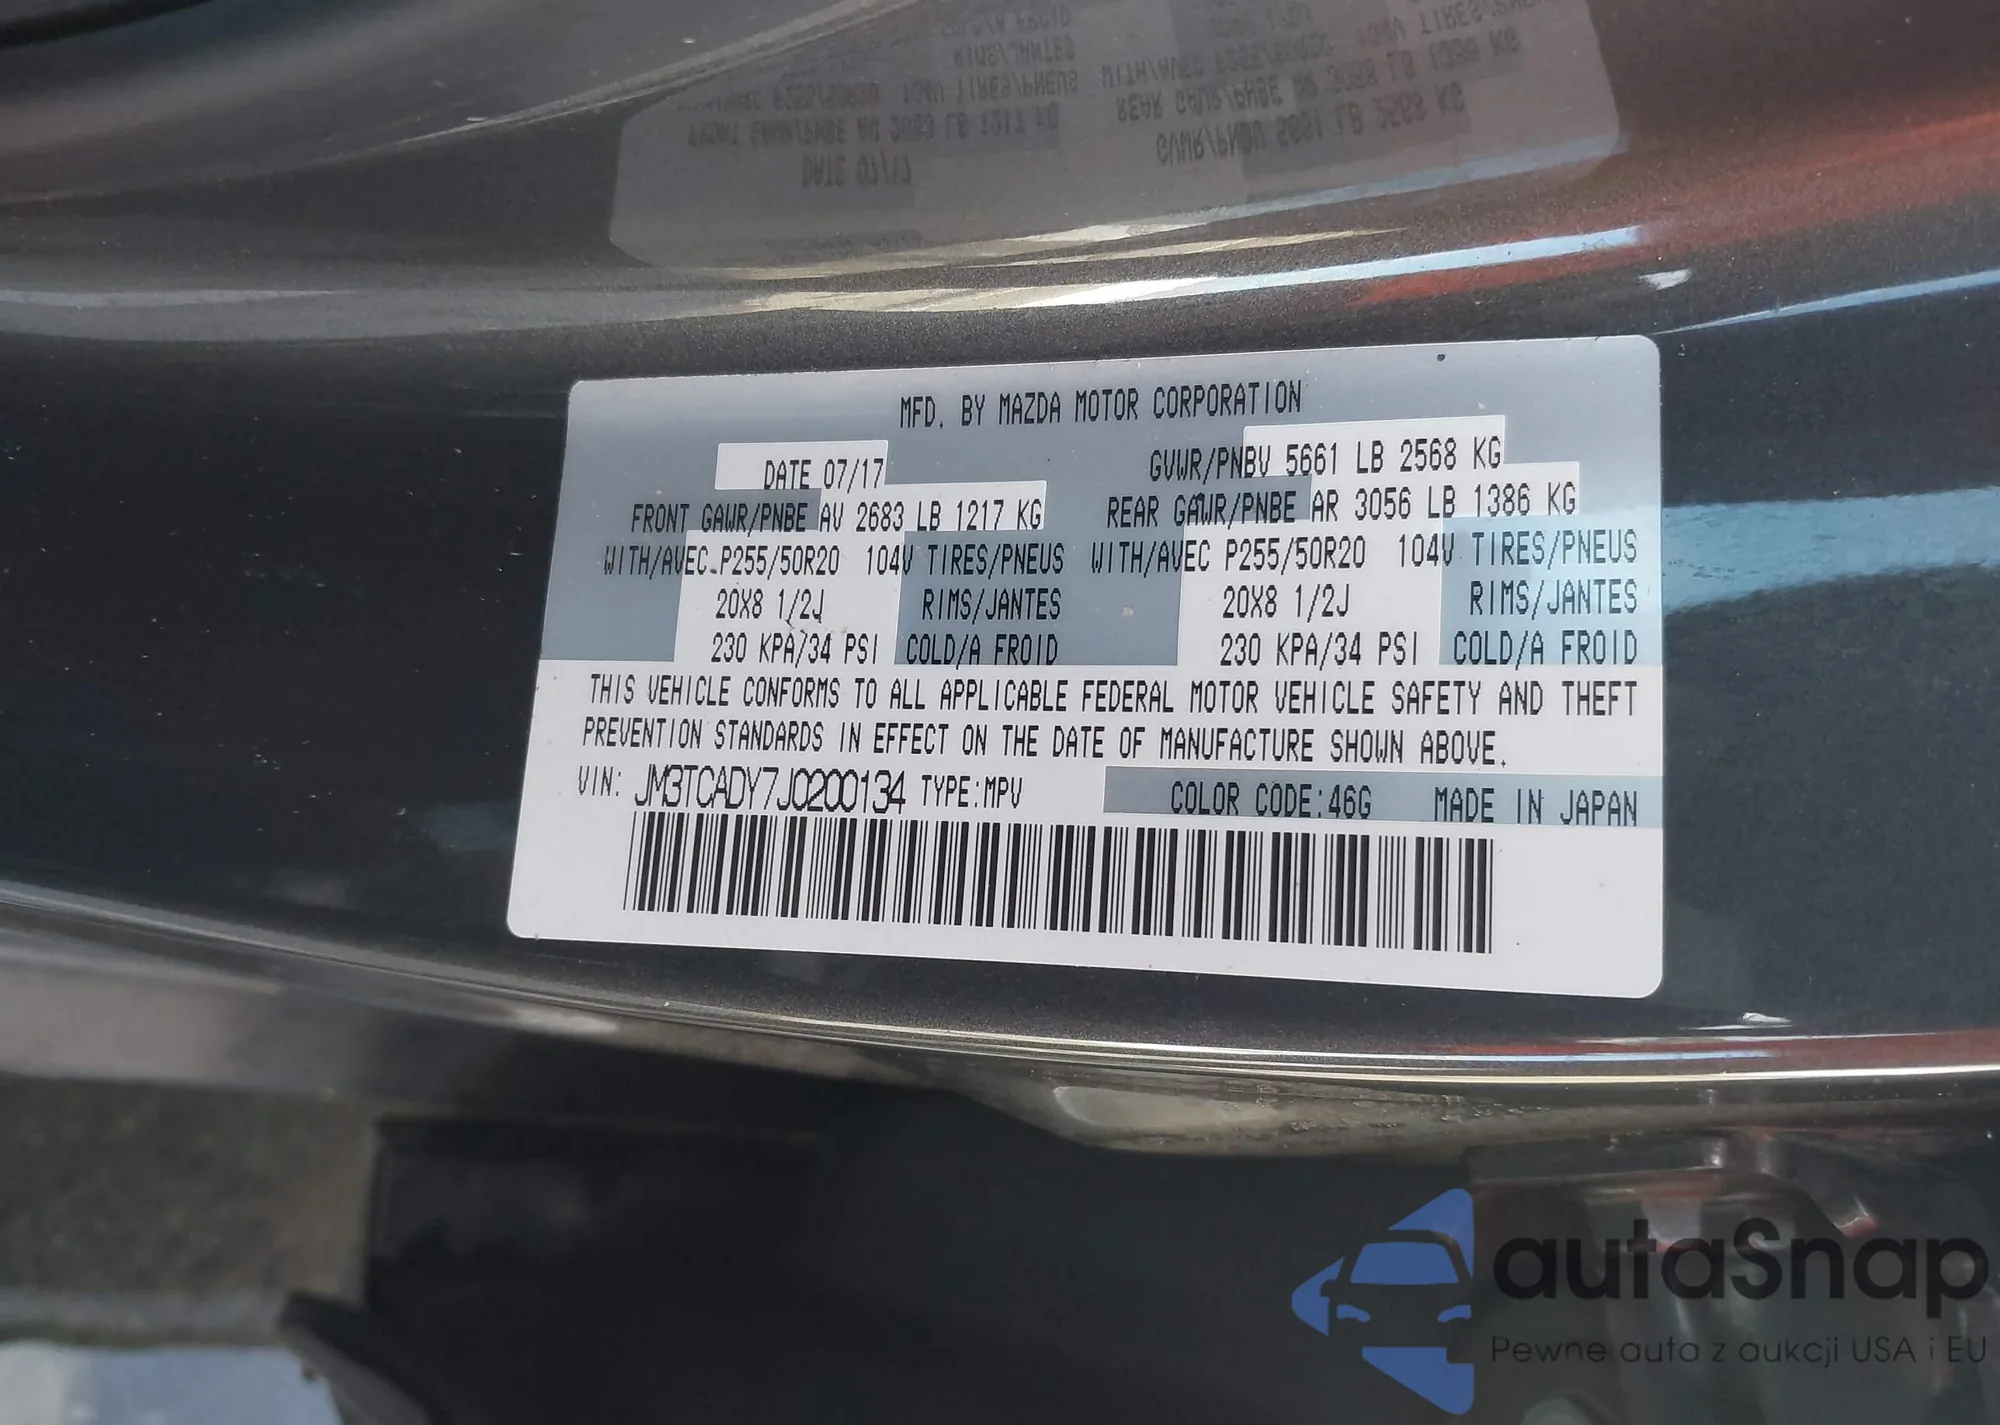 MFD. BY MAZDA MOTOR CORPORATION
DATE 07/17 GVWR/PNBV 5661 LB 2568 KG
FRONT GAWR/PNBE AV 2683 LB 1217 KG REAR GAWR/PNBE AR 3056 LB 1386 KG
WITH/AVEC P255/50R20 104V TIRES/PNEUS WITH/AVEC P255/50R20 104V TIRES/PNEUS
20X8 1/2J RIMS/JANTES 20X8 1/2J RIMS/JANTES
230 KPA/34 PSI COLD/A FROID 230 KPA/34 PSI COLD/A FROID
THIS VEHICLE CONFORMS TO ALL APPLICABLE FEDERAL MOTOR VEHICLE SAFETY AND THEFT
PREVENTION STANDARDS IN EFFECT ON THE DATE OF MANUFACTURE SHOWN ABOVE.
VIN: JM3TCADY7J0200134 TYPE:MPV COLOR CODE:46G MADE IN JAPAN
autoSnap
Pewne auto z aukcji USA i EU